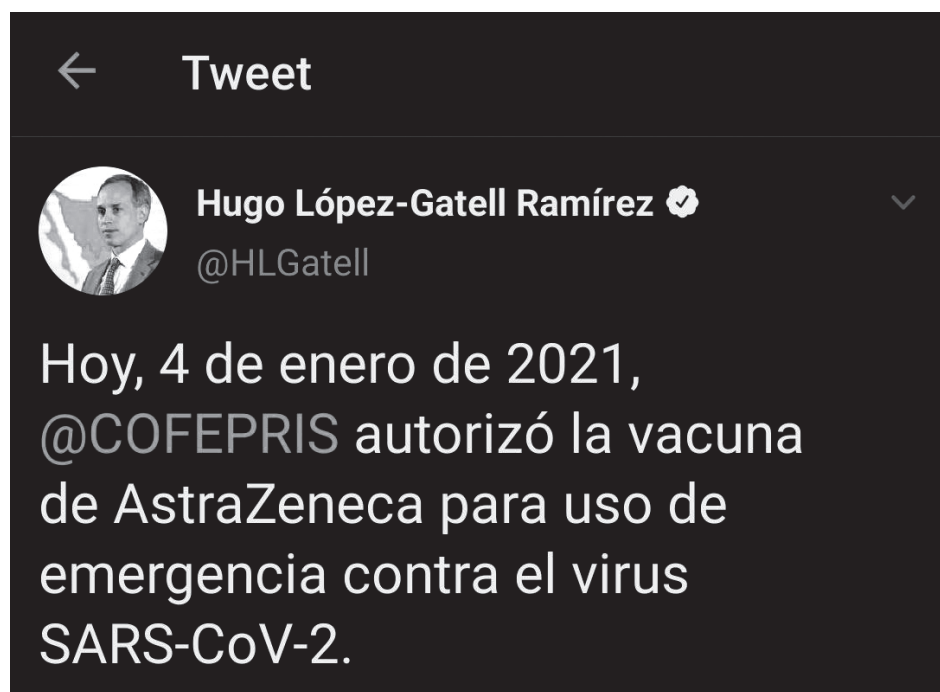 Tweet
Hugo López-Gatell Ramírez
@HLGatell
Hoy, 4 de enero de 2021,
@COFEPRIS autorizó la vacuna
de AstraZeneca para uso de
emergencia contra el virus
SARS-CoV-2.